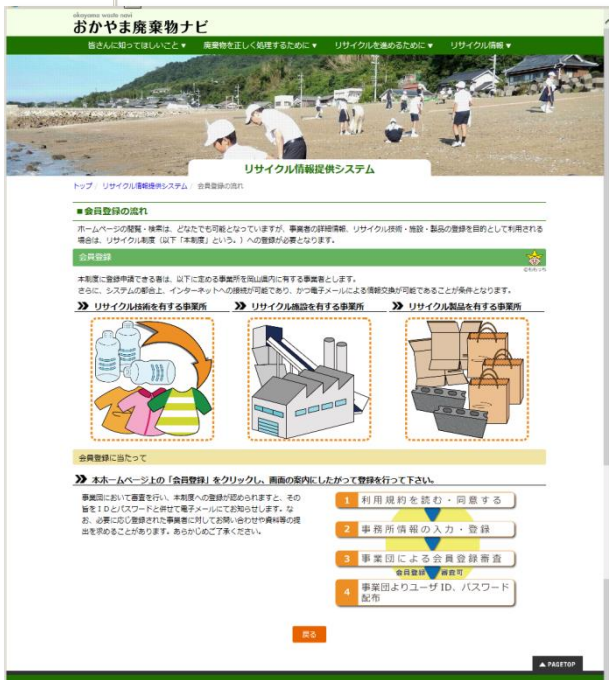 okayama waste navi
おかやま廃棄物ナビ
皆さんに知ってほしいこと▼ 廃棄物を正しく処理するために▼ リサイクルを進めるために▼ リサイクル情報▼
リサイクル情報提供システム
トップ / リサイクル情報提供システム / 会員登録の流れ
■会員登録の流れ
ホームページの閲覧・検索は、どなたでも可能となっていますが、事業者の詳細情報、リサイクル技術・施設・製品の登録を目的として利用される
場合は、リサイクル制度（以下「本制度」という。）への登録が必要となります。
会員登録
本制度に登録申請できる者は、以下に定める事業所を岡山県内に有する事業者とします。
さらに、システムの都合上、インターネットへの接続が可能であり、かつ電子メールによる情報交換が可能であることが条件となります。
リサイクル技術を有する事業所
リサイクル施設を有する事業所
リサイクル製品を有する事業所
会員登録に当たって
本ホームページ上の「会員登録」をクリックし、画面の案内にしたがって登録を行って下さい。
事業団において審査を行い、本制度への登録が認められますと、その
旨をＩＤとパスワードと併せて電子メールにてお知らせします。な
お、必要に応じ登録された事業者に対してお問い合わせや資料等の提
出を求めることがあります。あらかじめご了承ください。
1 利用規約を読む・同意する
2 事務所情報の入力・登録
3 事業団による会員登録審査
会員登録 審査可
4 事業団よりユーザID、パスワード
配布
戻る
▲ PAGETOP